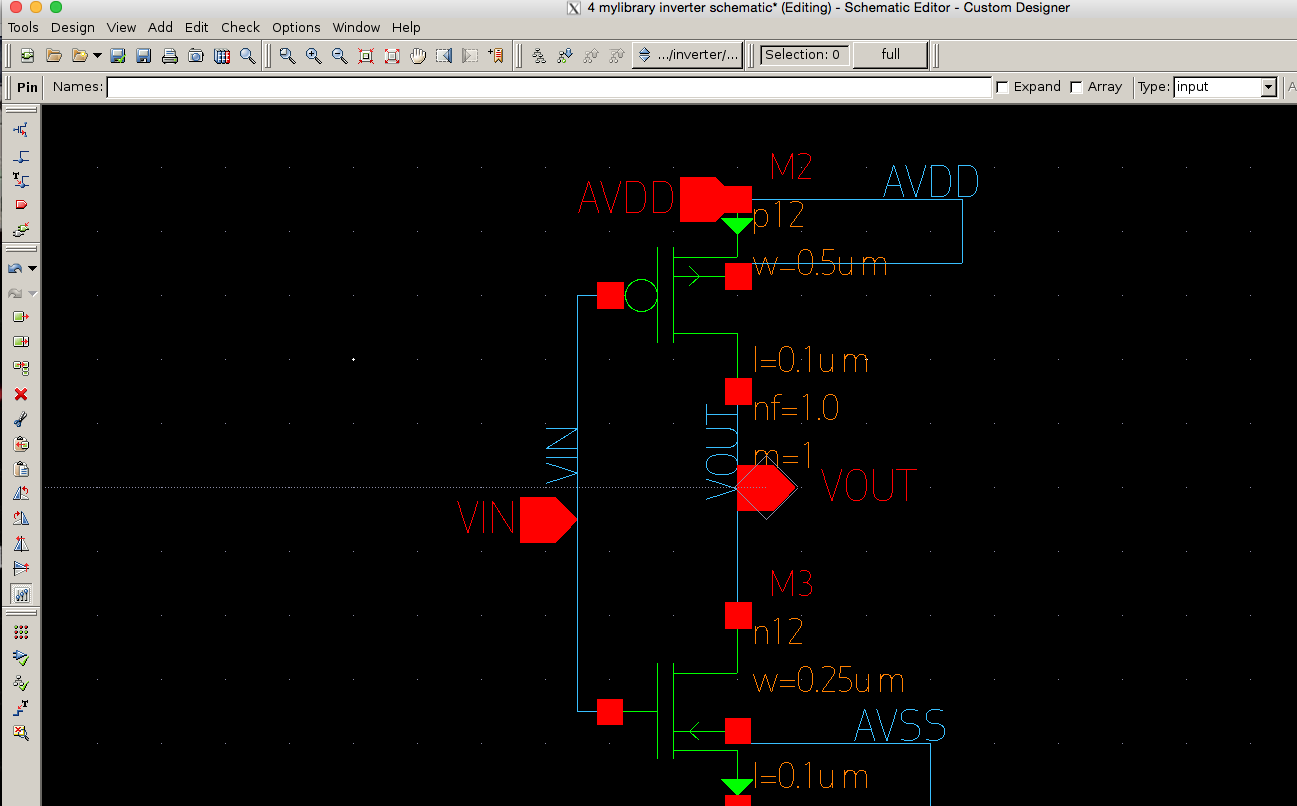 4 mylibrary inverter schematic* (Editing) - Schematic Editor - Custom Designer
Tools Design View Add Edit Check Options Window Help
.../inverter/... Selection: 0 full
Pin Names: Expand Array Type: input A
M2
AVDD AVDD
p12
w=0.5um
l=0.1um
nf=1.0
m=1
VIN VOUT
VOUT
VIN
M3
n12
w=0.25um
AVSS
l=0.1um